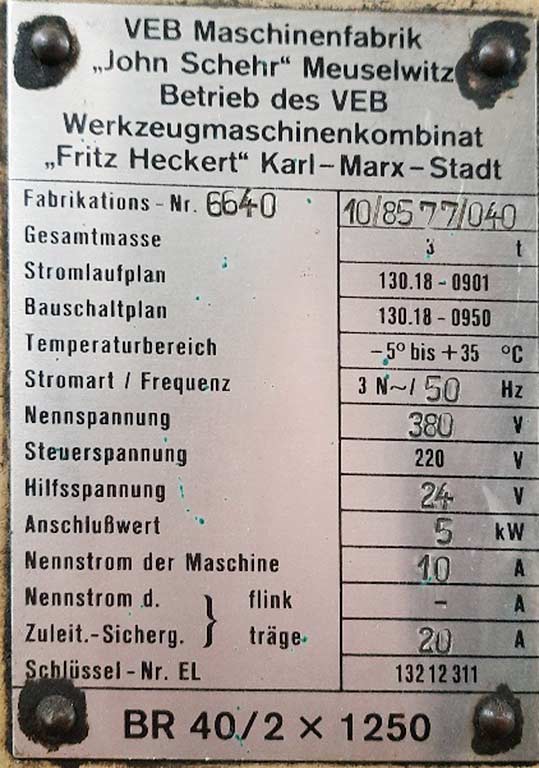 VEB Maschinenfabrik
„John Schehr“ Meuselwitz
Betrieb des VEB
Werkzeugmaschinenkombinat
„Fritz Heckert“ Karl-Marx-Stadt
Fabrikations-Nr. 6640 10/8577/040
Gesamtmasse 3 t
Stromlaufplan 130.18-0901
Bauschaltplan 130.18-0950
Temperaturbereich -5° bis +35 °C
Stromart / Frequenz 3 N~/ 50 Hz
Nennspannung 380 V
Steuerspannung 220 V
Hilfsspannung 24 V
Anschlußwert 5 kW
Nennstrom der Maschine 10 A
Nennstrom d. } flink - A
Zuleit.-Sicherg. träge 20 A
Schlüssel-Nr. EL 132 12 311
BR 40/2 × 1250